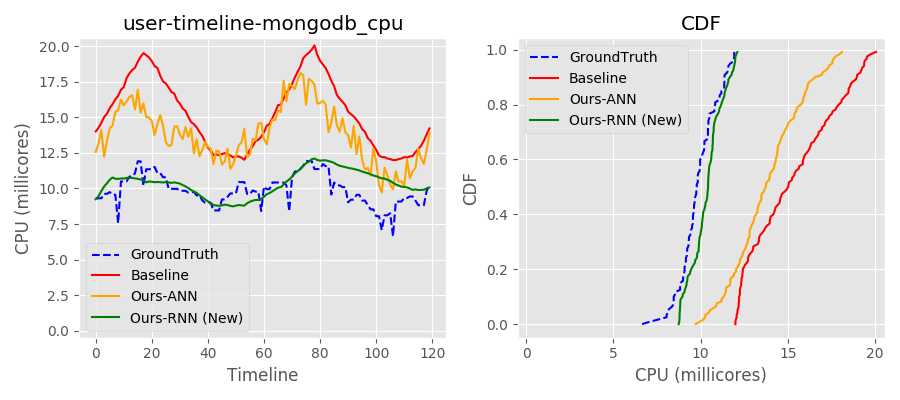 user-timeline-mongodb_cpu
CPU (millicores)
20.0
17.5
15.0
12.5
10.0
7.5
5.0
2.5
0.0
GroundTruth
Baseline
Ours-ANN
Ours-RNN (New)
0
20
40
60
80
100
120
Timeline
CDF
CDF
1.0
0.8
0.6
0.4
0.2
0.0
GroundTruth
Baseline
Ours-ANN
Ours-RNN (New)
0
5
10
15
20
CPU (millicores)